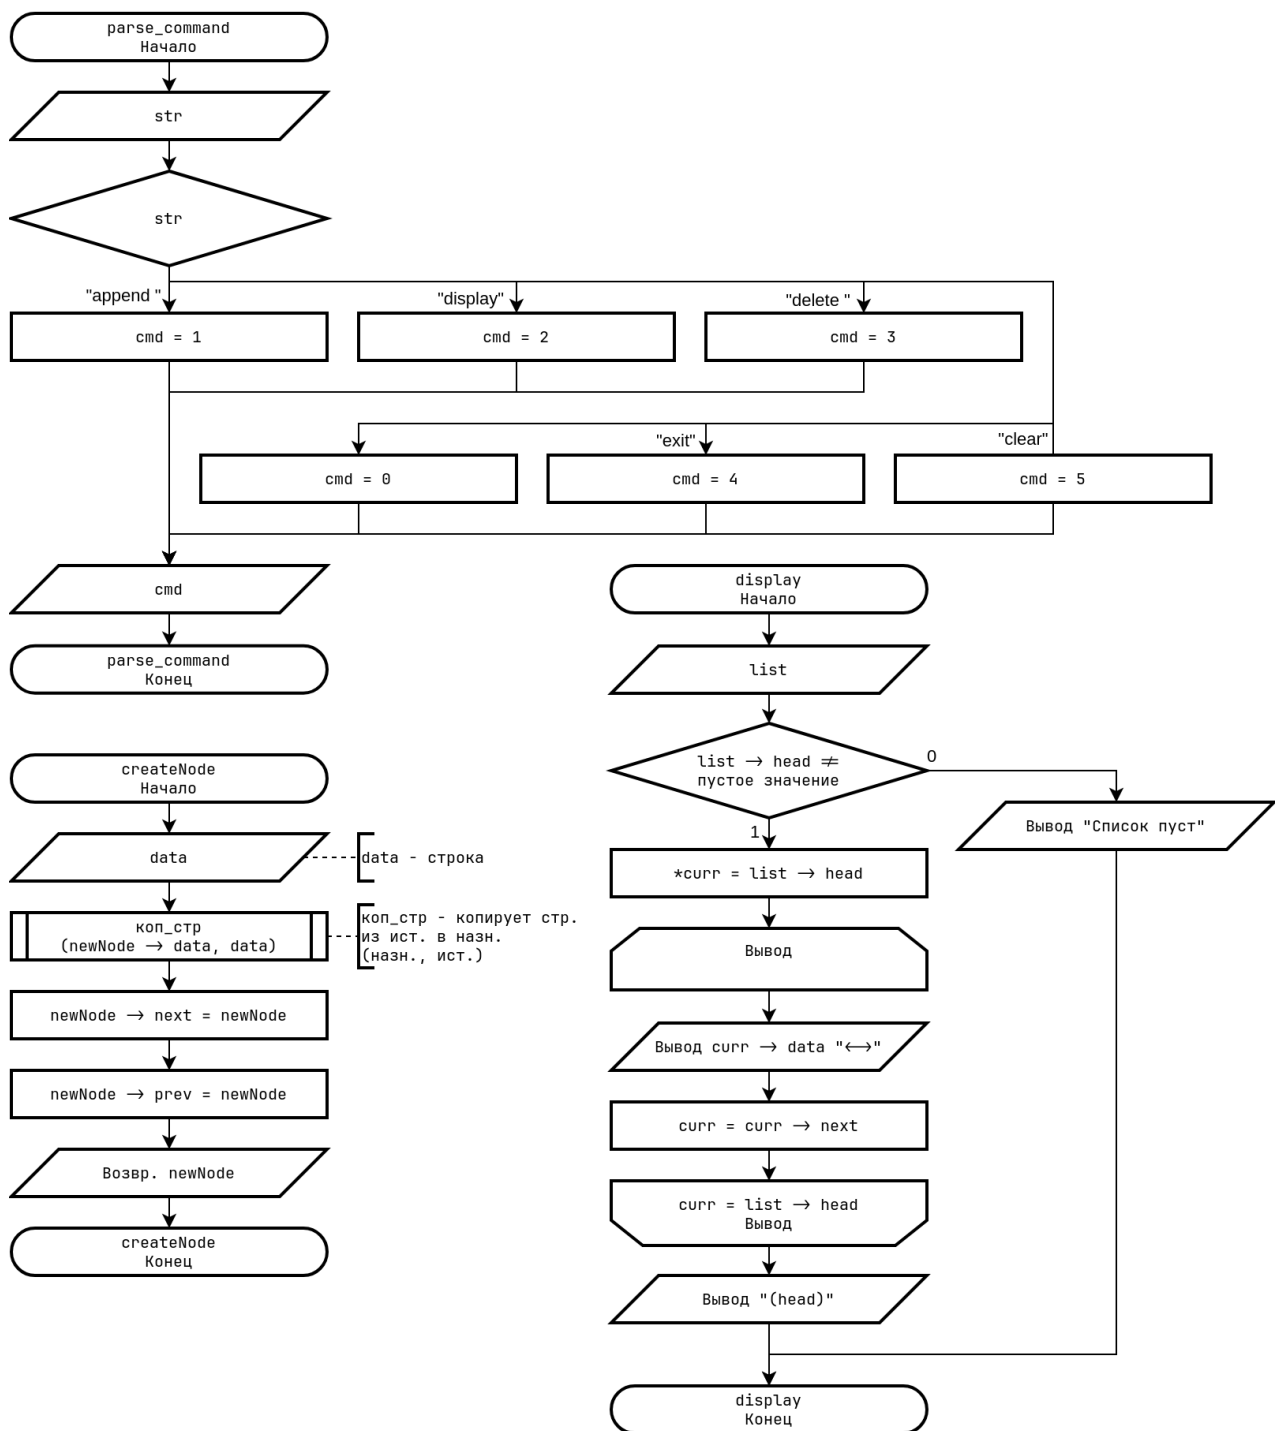 parse_command
Начало
str
str
"append "
"display"
"delete "
cmd = 1
cmd = 2
cmd = 3
"exit"
"clear"
cmd = 0
cmd = 4
cmd = 5
cmd
parse_command
Конец
createNode
Начало
data
data - строка
коп_стр
(newNode → data, data)
коп_стр - копирует стр.
из ист. в назн.
(назн., ист.)
newNode → next = newNode
newNode → prev = newNode
Возвр. newNode
createNode
Конец
display
Начало
list
list → head ≠
пустое значение
0
1
Вывод "Список пуст"
*curr = list → head
Вывод
Вывод curr → data "⟷"
curr = curr → next
curr = list → head
Вывод
Вывод "(head)"
display
Конец